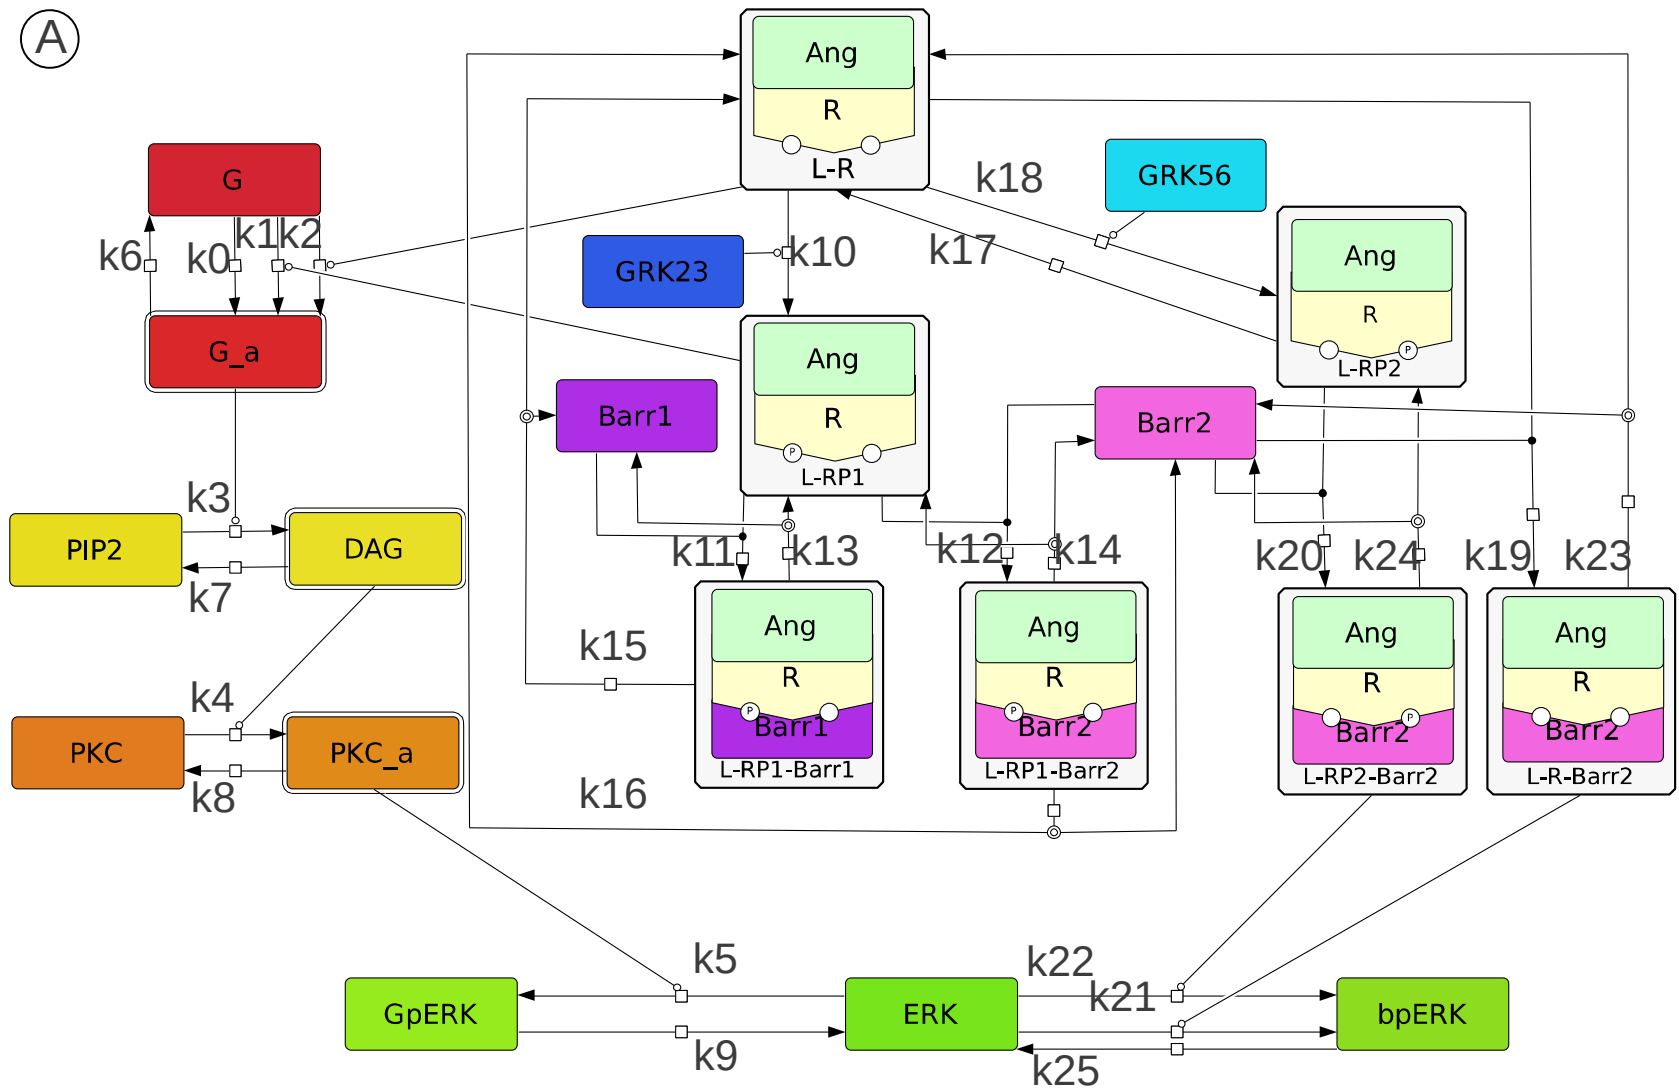 A
Ang
R
L-R
G
k6
k0
k1
k2
G_a
GRK23
k10
k18
k17
GRK56
Ang
R
P
L-RP2
Ang
R
P
L-RP1
Barr1
Barr2
k3
PIP2
DAG
k7
k11
k13
k12
k14
k20
k24
k19
k23
k15
Ang
R
P
Barr1
L-RP1-Barr1
Ang
R
P
Barr2
L-RP1-Barr2
Ang
R
P
Barr2
L-RP2-Barr2
Ang
R
Barr2
L-R-Barr2
k4
PKC
PKC_a
k8
k16
k5
k22
k21
GpERK
ERK
bpERK
k9
k25